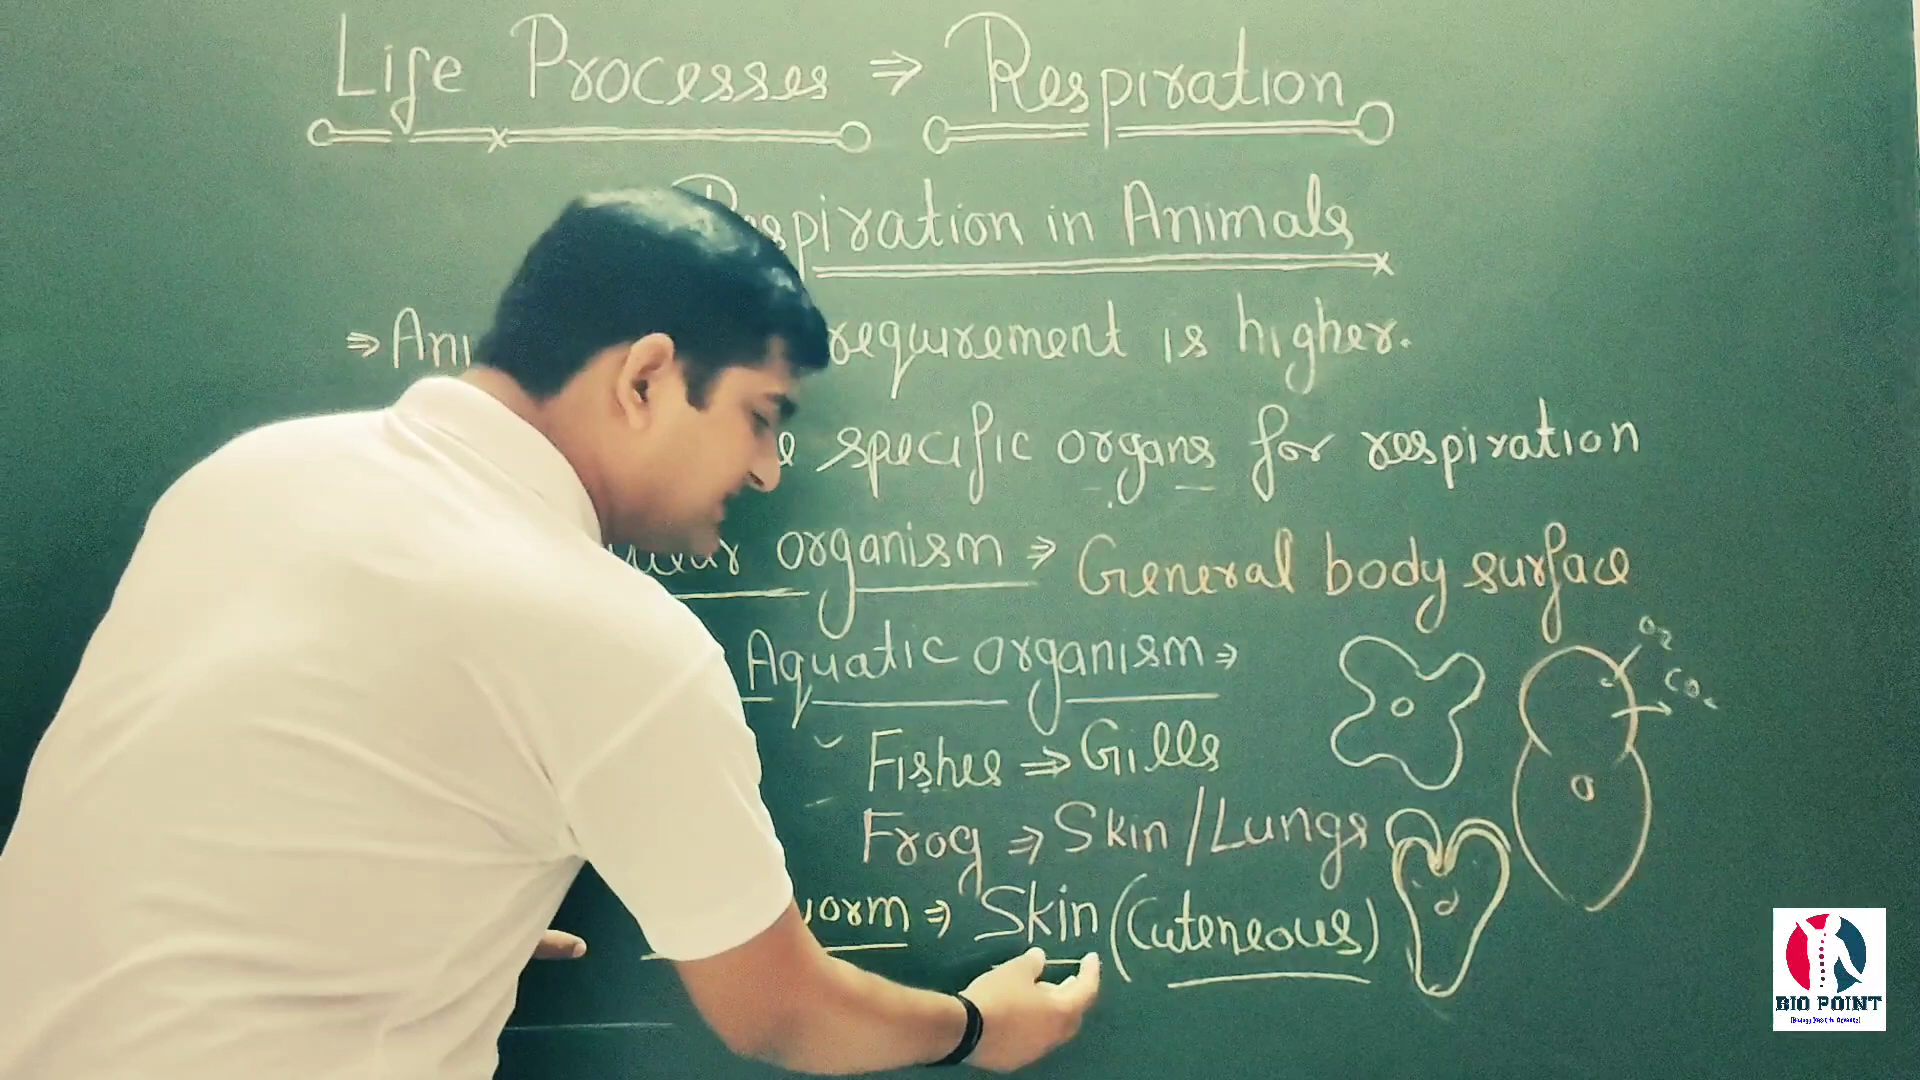 Life Processes ⇒ Respiration
Respiration in Animals
⇒ Ani requirement is higher.
specific organs for respiration
organism ⇒ General body surface
Aquatic organism ⇒
O2
CO2
Fishes ⇒ Gills
Frog ⇒ Skin/Lungs
worm ⇒ Skin (Cuteneous)
BIO POINT